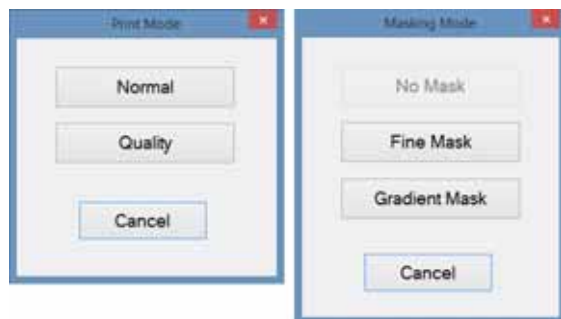 Print Mode
Normal
Quality
Cancel
Masking Mode
No Mask
Fine Mask
Gradient Mask
Cancel